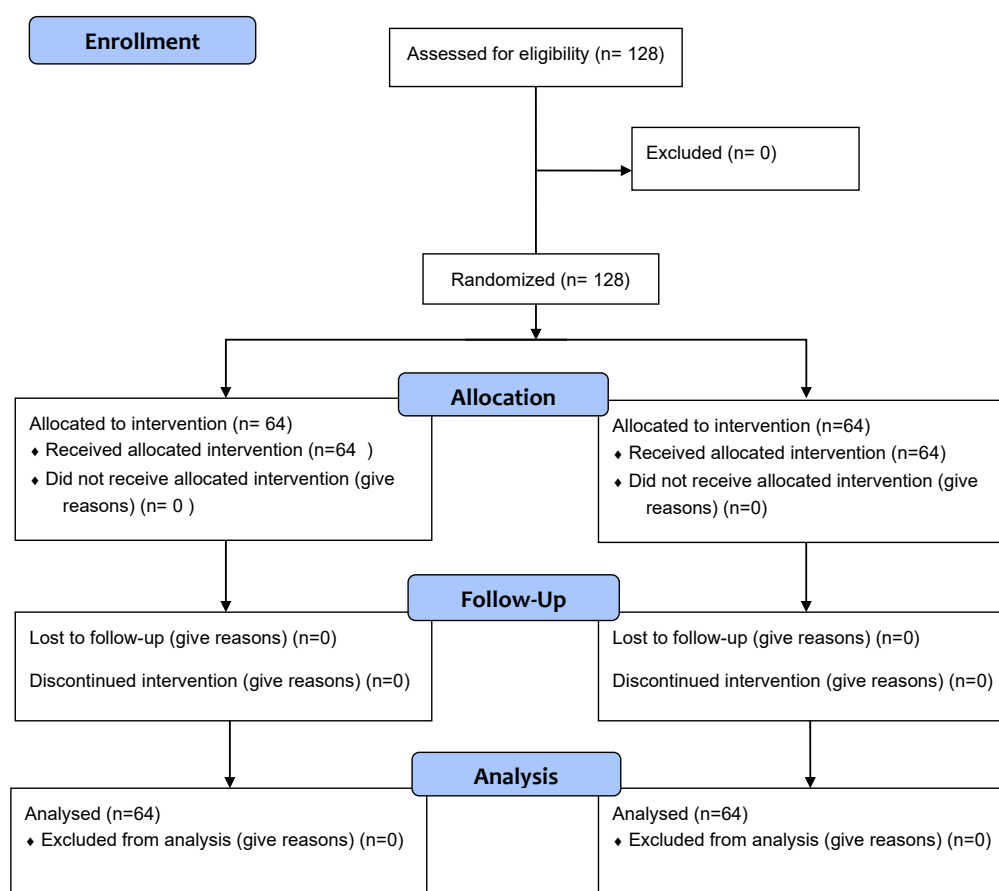 Enrollment
Assessed for eligibility (n= 128)
Excluded (n= 0)
Randomized (n= 128)
Allocation
Allocated to intervention (n= 64)
♦ Received allocated intervention (n=64 )
♦ Did not receive allocated intervention (give
reasons) (n= 0 )
Allocated to intervention (n=64)
♦ Received allocated intervention (n=64)
♦ Did not receive allocated intervention (give
reasons) (n=0)
Follow-Up
Lost to follow-up (give reasons) (n=0)
Discontinued intervention (give reasons) (n=0)
Lost to follow-up (give reasons) (n=0)
Discontinued intervention (give reasons) (n=0)
Analysis
Analysed (n=64)
♦ Excluded from analysis (give reasons) (n=0)
Analysed (n=64)
♦ Excluded from analysis (give reasons) (n=0)